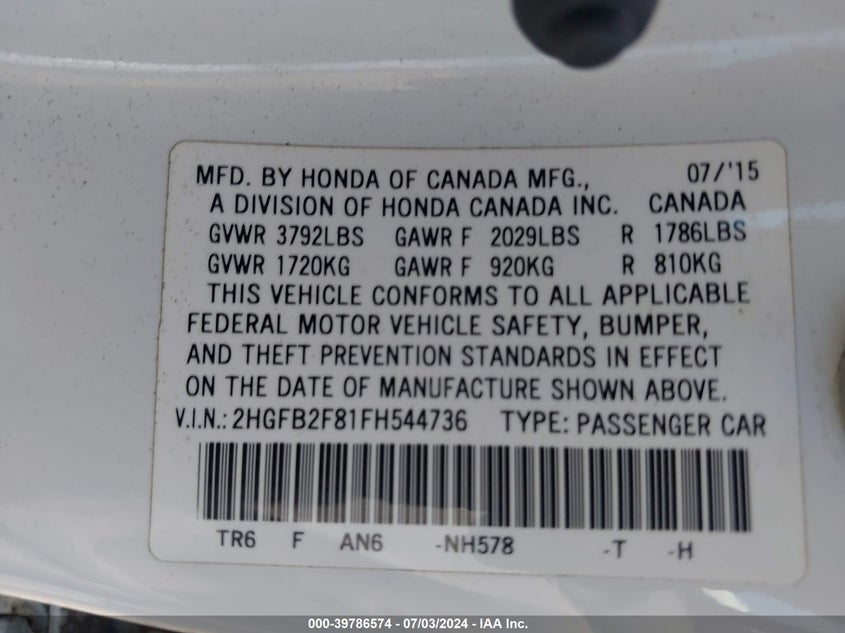 MFD. BY HONDA OF CANADA MFG., 07/'15
A DIVISION OF HONDA CANADA INC. CANADA
GVWR 3792LBS GAWR F 2029LBS R 1786LBS
GVWR 1720KG GAWR F 920KG R 810KG
THIS VEHICLE CONFORMS TO ALL APPLICABLE
FEDERAL MOTOR VEHICLE SAFETY, BUMPER,
AND THEFT PREVENTION STANDARDS IN EFFECT
ON THE DATE OF MANUFACTURE SHOWN ABOVE.
V.I.N.: 2HGFB2F81FH544736 TYPE: PASSENGER CAR
TR6 F AN6 -NH578 -T -H
000-39786574 - 07/03/2024 - IAA Inc.